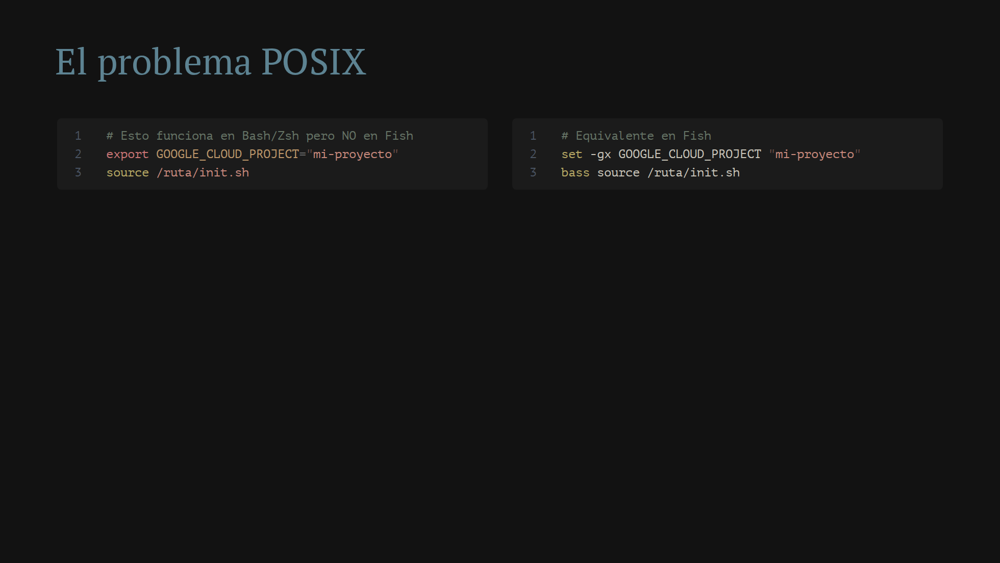 El problema POSIX
1 # Esto funciona en Bash/Zsh pero NO en Fish
2 export GOOGLE_CLOUD_PROJECT="mi-proyecto"
3 source /ruta/init.sh
1 # Equivalente en Fish
2 set -gx GOOGLE_CLOUD_PROJECT "mi-proyecto"
3 bass source /ruta/init.sh